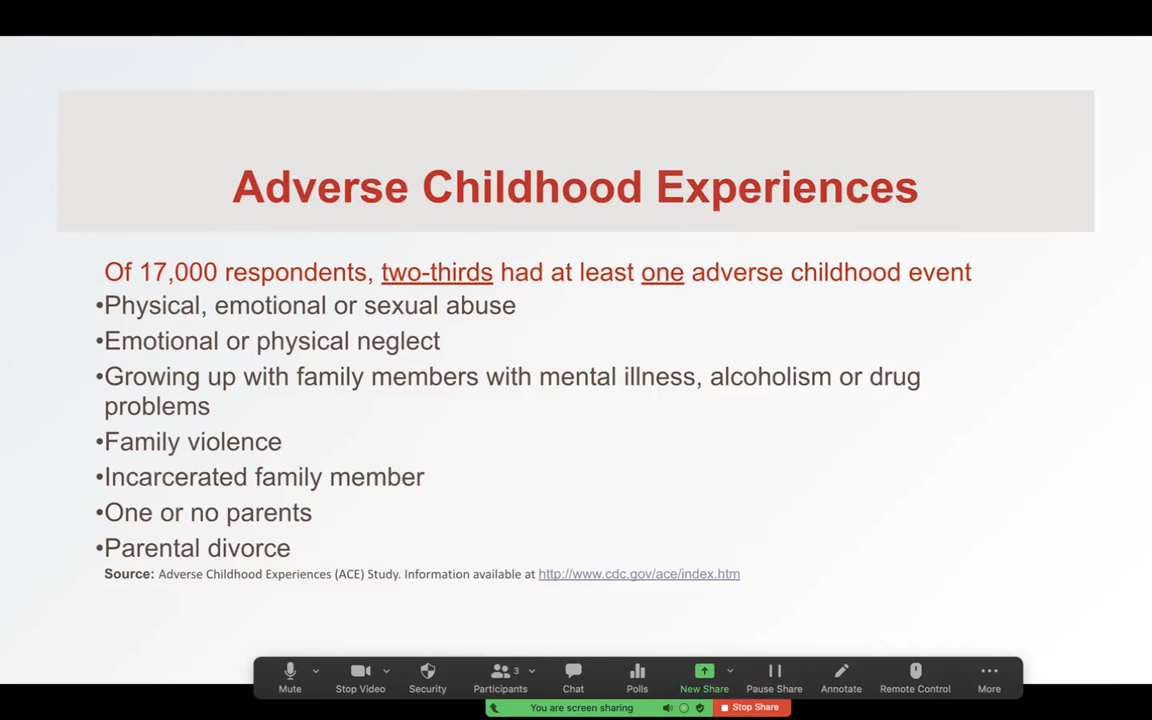 Adverse Childhood Experiences
Of 17,000 respondents, two-thirds had at least one adverse childhood event
•Physical, emotional or sexual abuse
•Emotional or physical neglect
•Growing up with family members with mental illness, alcoholism or drug
problems
•Family violence
•Incarcerated family member
•One or no parents
•Parental divorce
Source: Adverse Childhood Experiences (ACE) Study. Information available at http://www.cdc.gov/ace/index.htm
3
Mute Stop Video Security Participants Chat Polls New Share Pause Share Annotate Remote Control More
You are screen sharing Stop Share